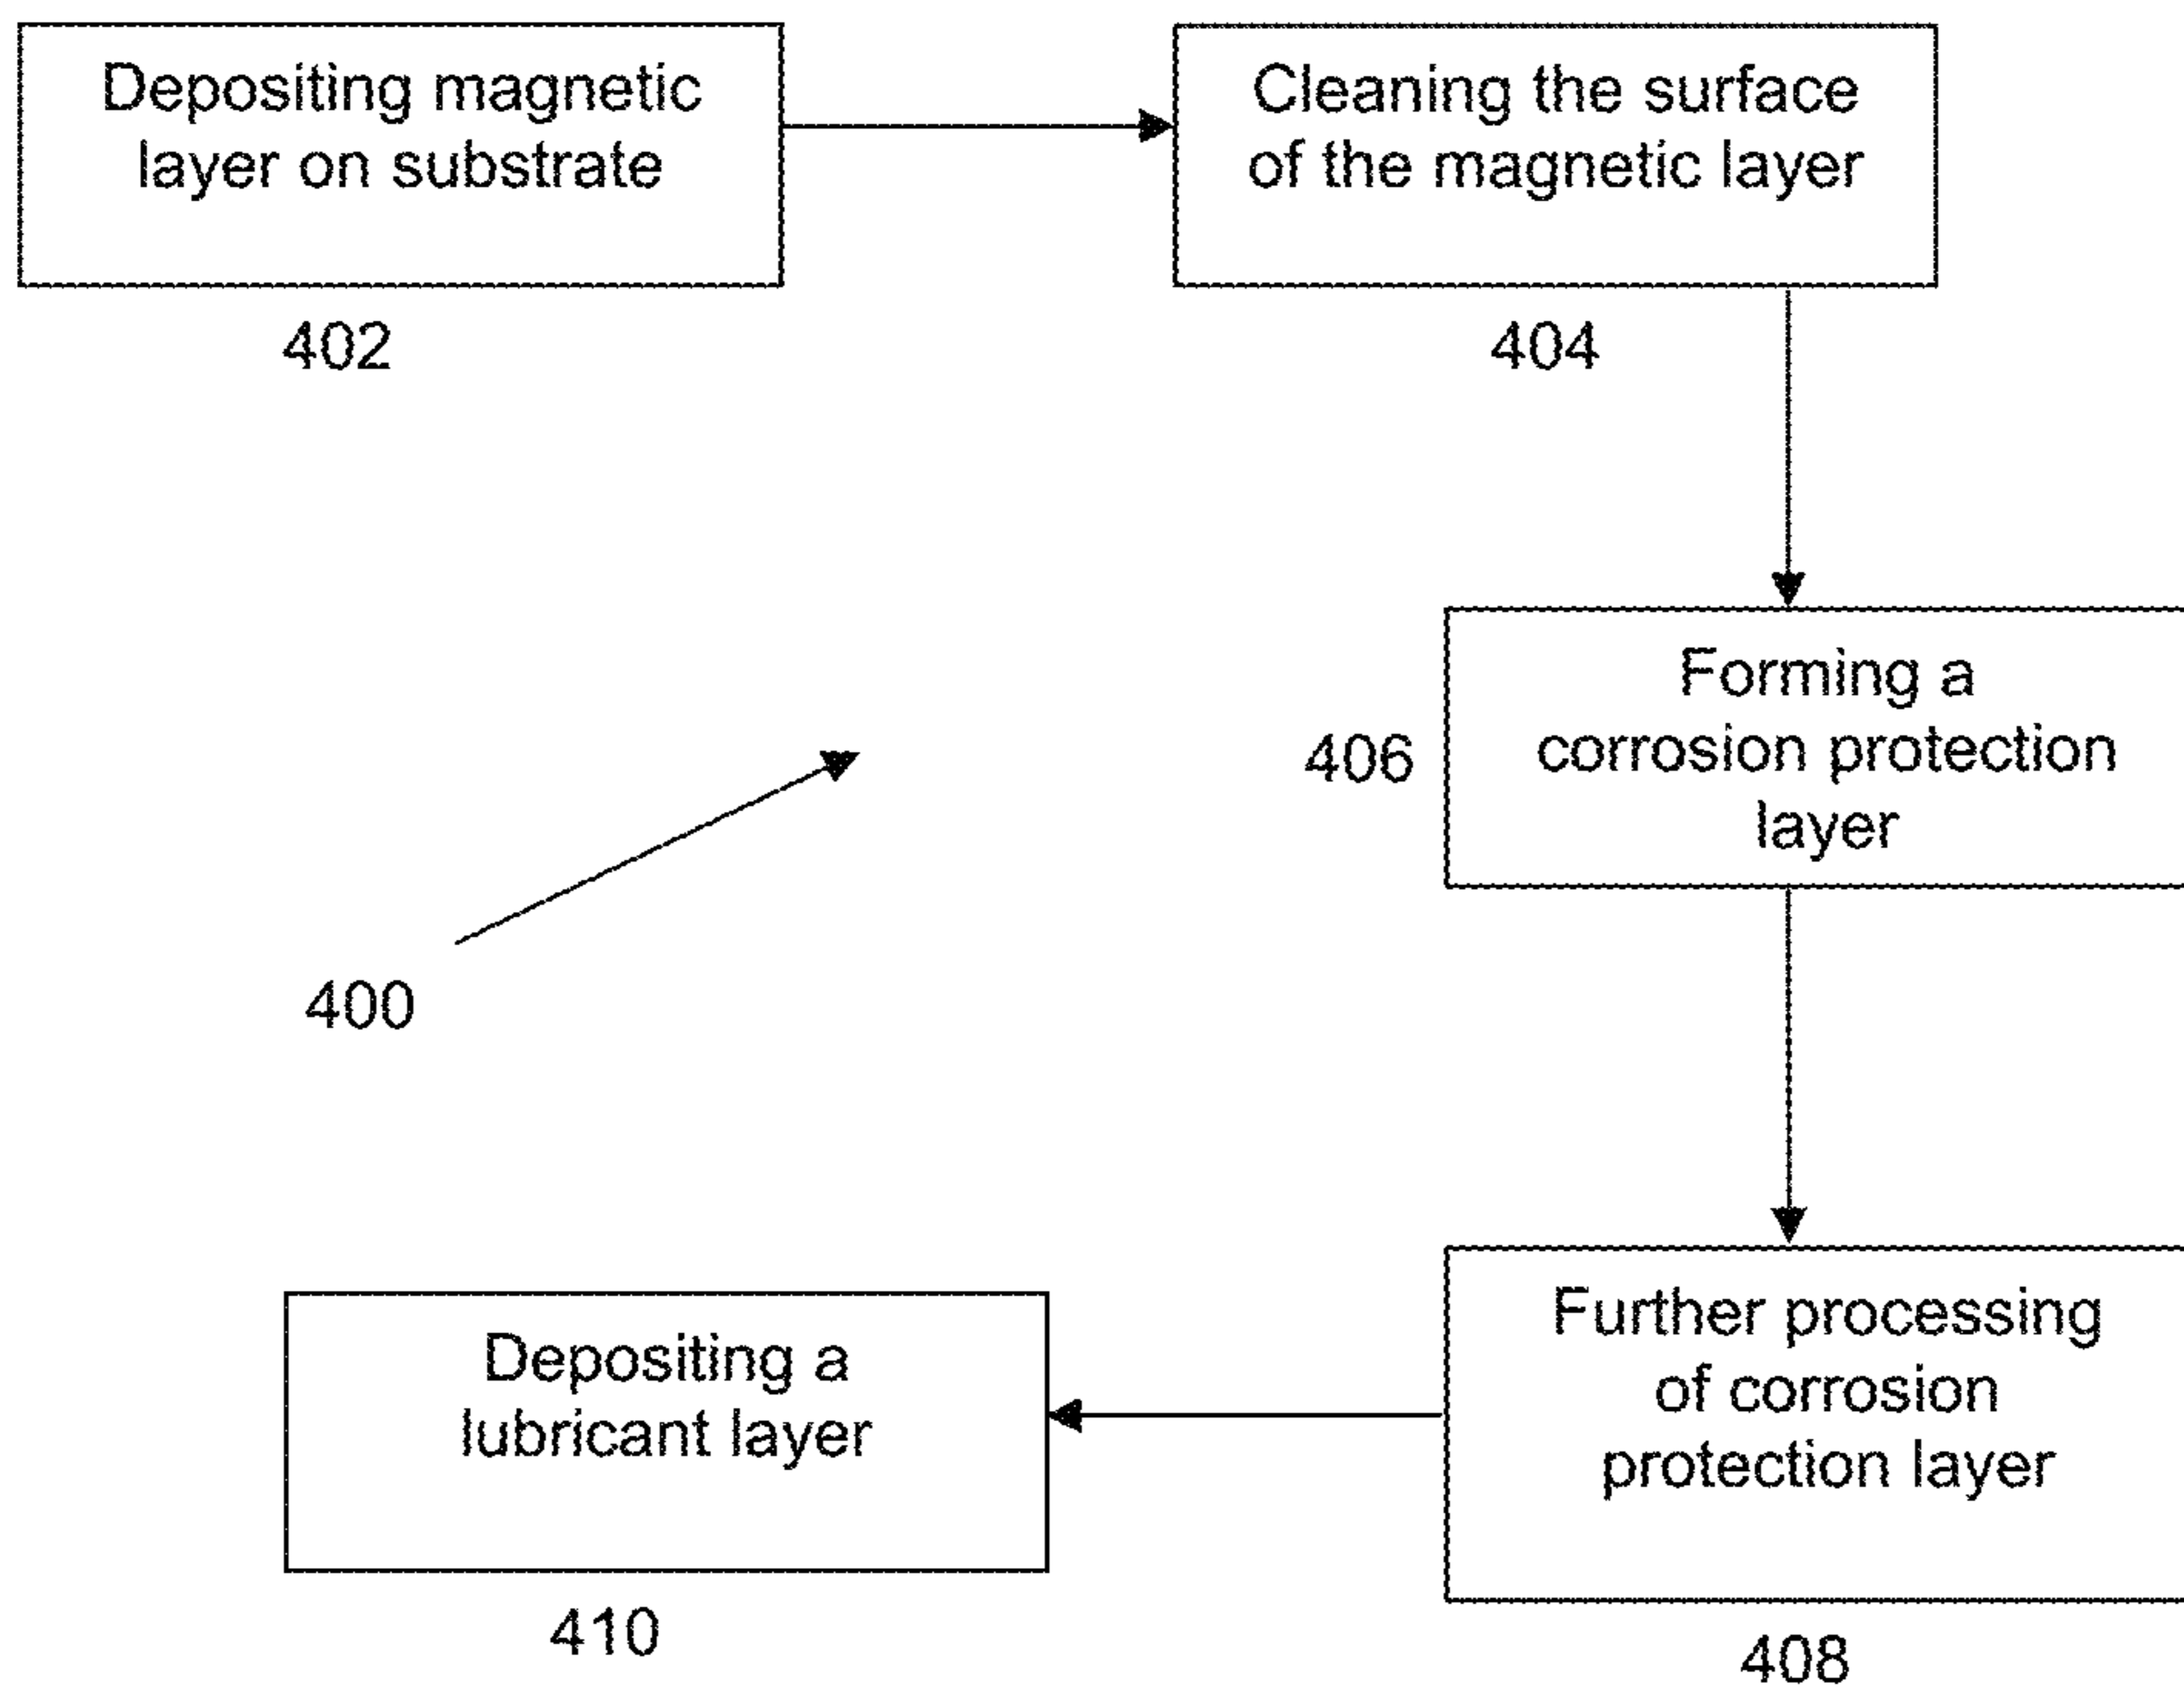 Depositing magnetic
layer on substrate
402
Cleaning the surface
of the magnetic layer
404
Forming a
corrosion protection
layer
406
400
Further processing
of corrosion
protection layer
408
Depositing a
lubricant layer
410